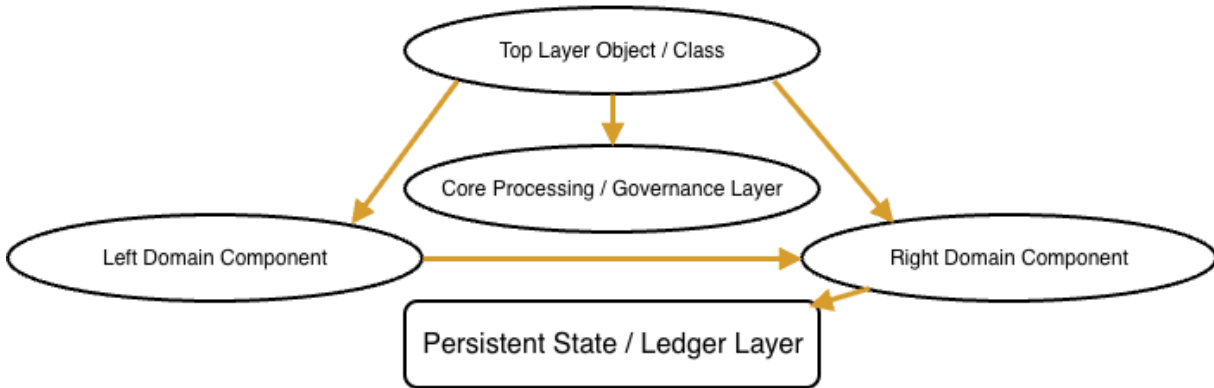 Top Layer Object / Class
Core Processing / Governance Layer
Left Domain Component
Right Domain Component
Persistent State / Ledger Layer